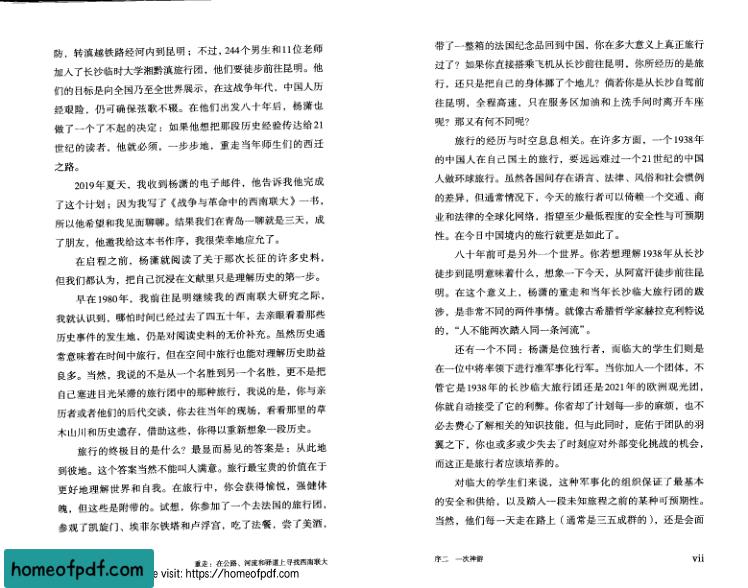 防，转滇越铁路经河内到昆明；不过，244个男生和11位老师
加入了长沙临时大学湘黔滇旅行团，他们要徒步前往昆明。他
们的目标是向全国乃至全世界展示，在这战争年代，中国人历
经艰险，仍可确保弦歌不辍。在他们出发八十年后，杨潇也
做了一个了不起的决定：如果他想把那段历史经验传达给21
世纪的读者，他就必须，一步步地，重走当年师生们的西迁
之路。
2019年夏天，我收到杨潇的电子邮件，他告诉我他完成
了这个计划；因为我写了《战争与革命中的西南联大》一书，
所以他希望和我见面聊聊。结果我们在青岛一聊就是三天，成
了朋友，他邀我给这本书作序，我很荣幸地应允了。
在启程之前，杨潇就阅读了关于那次长征的许多史料，
但我们都认为，把自己沉浸在文献里只是理解历史的第一步。
早在1980年，我前往昆明继续我的西南联大研究之际，
我就认识到，哪怕时间已经过去了四五十年，去亲眼看看那些
历史事件的发生地，仍是对阅读史料的无价补充。虽然历史通
常意味着在时间中旅行，但在空间中旅行也能对理解历史助益
良多。当然，我说的不是从一个名胜到另一个名胜，更不是把
自己塞进目光呆滞的旅行团中的那种旅行，我说的是，你与亲
历者或者他们的后代交谈，你去往当年的现场，看看那里的草
木山川和历史遗存，借助这些，你得以重新想象一段历史。
旅行的终极目的是什么？最显而易见的答案是：从此地
到彼地。这个答案当然不能叫人满意。旅行最宝贵的价值在于
更好地理解世界和自我。在旅行中，你会获得愉悦，强健体
魄，但这些是附带的。试想，你参加了一个去法国的旅行团，
参观了凯旋门、埃菲尔铁塔和卢浮宫，吃了法餐，尝了美酒，
重走：在公路、河流和驿道上寻找西南联大
带了一整箱的法国纪念品回到中国，你在多大意义上真正旅行
过了？如果你直接搭乘飞机从长沙前往昆明，你所经历的是旅
行，还只是把自己的身体挪了个地儿？倘若你是从长沙自驾前
往昆明，全程高速，只在服务区加油和上洗手间时离开车座
呢？那又有何不同呢？
旅行的经历与时空息息相关。在许多方面，一个1938年
的中国人在自己国土的旅行，要远远难过一个21世纪的中国
人做环球旅行。虽然各国间存在语言、法律、风俗和社会惯例
的差异，但通常情况下，今天的旅行者可以倚赖一个交通、商
业和法律的全球化网络，指望至少最低程度的安全性与可预期
性。在今日中国境内的旅行就更是如此了。
八十年前可是另外一个世界。你若想理解1938年从长沙
徒步到昆明意味着什么，想象一下今天，从阿富汗徒步前往昆
明。在这个意义上，杨潇的重走和当年长沙临大旅行团的跋
涉，是非常不同的两件事情。就像古希腊哲学家赫拉克利特说
的，“人不能两次踏入同一条河流”。
还有一个不同：杨潇是位独行者，而临大的学生们则是
在一位中将率领下进行准军事化行军。当你加入一个团体，不
管它是1938年的长沙临大旅行团还是2021年的欧洲观光团，
你就自动接受了它的利弊。你省却了计划每一步的麻烦，也不
必去费心了解相关的知识技能，但与此同时，庇佑于团队的羽
翼之下，你也或多或少失去了时刻应对外部变化挑战的机会，
而这正是旅行者应该培养的。
对临大的学生们来说，这种军事化的组织保证了最基本
的安全和供给，以及踏入一段未知旅程之前的某种可预期性。
当然，他们每一天走在路上（通常是三五成群的），还是会面
序二 一次神游
vii
homeofpdf.com
e visit: https://homeofpdf.com